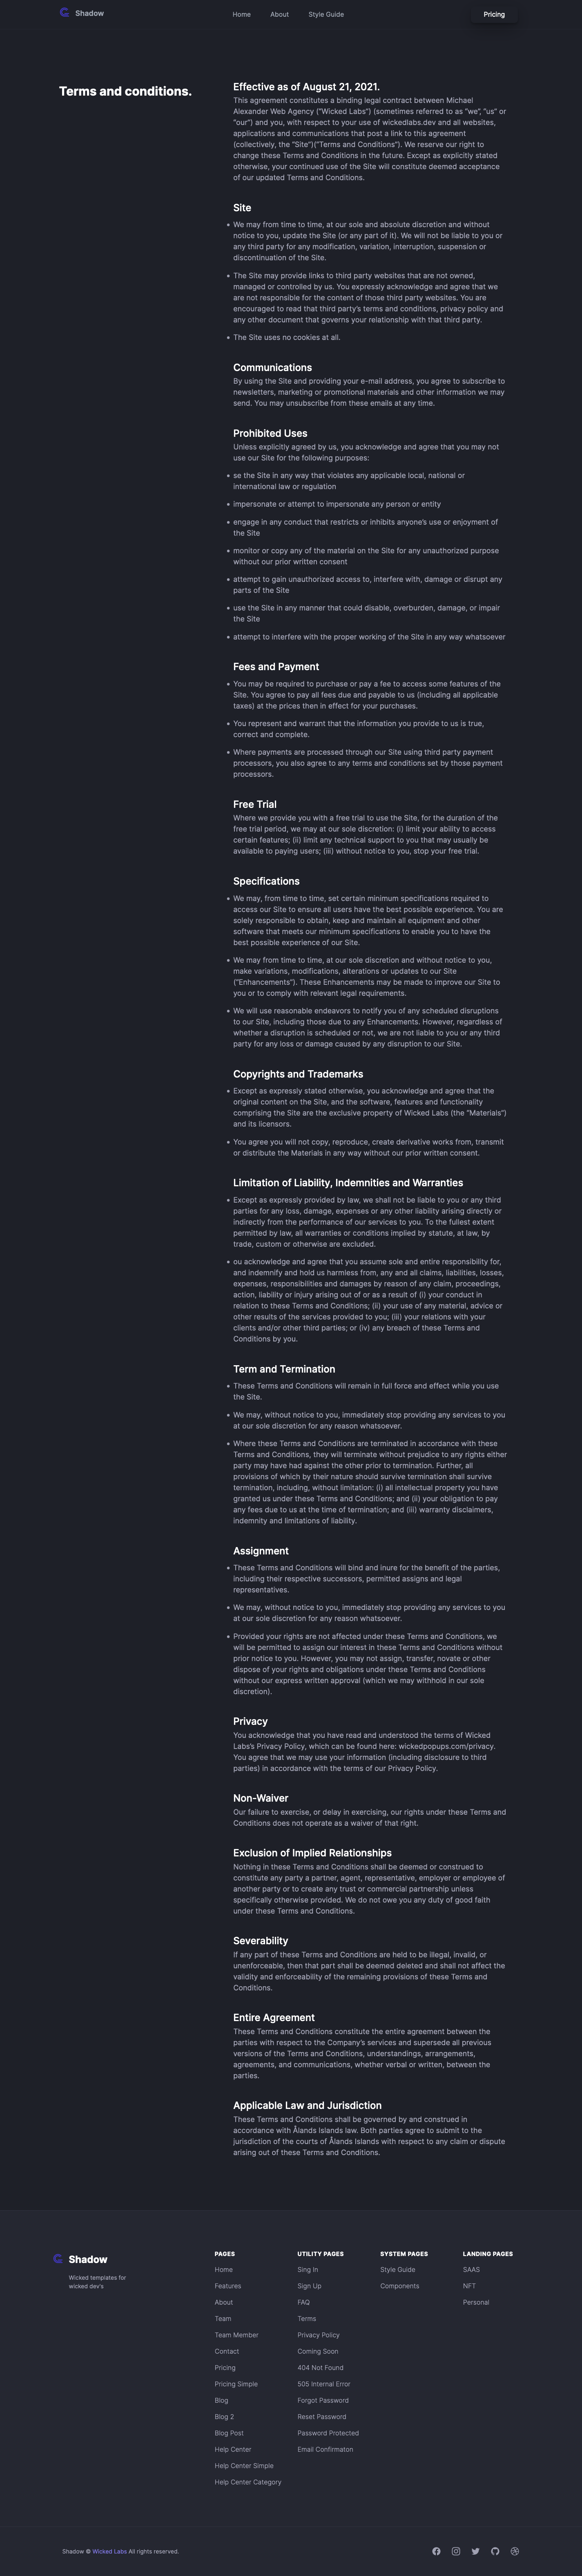 Shadow
Home
About
Style Guide
Pricing
Terms and conditions.
Effective as of August 21, 2021.
This agreement constitutes a binding legal contract between Michael
Alexander Web Agency (“Wicked Labs”) (sometimes referred to as “we”, “us” or
“our”) and you, with respect to your use of wickedlabs.dev and all websites,
applications and communications that post a link to this agreement
(collectively, the “Site”)(“Terms and Conditions”). We reserve our right to
change these Terms and Conditions in the future. Except as explicitly stated
otherwise, your continued use of the Site will constitute deemed acceptance
of our updated Terms and Conditions.
Site
• We may from time to time, at our sole and absolute discretion and without
notice to you, update the Site (or any part of it). We will not be liable to you or
any third party for any modification, variation, interruption, suspension or
discontinuation of the Site.
• The Site may provide links to third party websites that are not owned,
managed or controlled by us. You expressly acknowledge and agree that we
are not responsible for the content of those third party websites. You are
encouraged to read that third party’s terms and conditions, privacy policy and
any other document that governs your relationship with that third party.
• The Site uses no cookies at all.
Communications
By using the Site and providing your e-mail address, you agree to subscribe to
newsletters, marketing or promotional materials and other information we may
send. You may unsubscribe from these emails at any time.
Prohibited Uses
Unless explicitly agreed by us, you acknowledge and agree that you may not
use our Site for the following purposes:
• se the Site in any way that violates any applicable local, national or
international law or regulation
• impersonate or attempt to impersonate any person or entity
• engage in any conduct that restricts or inhibits anyone’s use or enjoyment of
the Site
• monitor or copy any of the material on the Site for any unauthorized purpose
without our prior written consent
• attempt to gain unauthorized access to, interfere with, damage or disrupt any
parts of the Site
• use the Site in any manner that could disable, overburden, damage, or impair
the Site
• attempt to interfere with the proper working of the Site in any way whatsoever
Fees and Payment
• You may be required to purchase or pay a fee to access some features of the
Site. You agree to pay all fees due and payable to us (including all applicable
taxes) at the prices then in effect for your purchases.
• You represent and warrant that the information you provide to us is true,
correct and complete.
• Where payments are processed through our Site using third party payment
processors, you also agree to any terms and conditions set by those payment
processors.
Free Trial
Where we provide you with a free trial to use the Site, for the duration of the
free trial period, we may at our sole discretion: (i) limit your ability to access
certain features; (ii) limit any technical support to you that may usually be
available to paying users; (iii) without notice to you, stop your free trial.
Specifications
• We may, from time to time, set certain minimum specifications required to
access our Site to ensure all users have the best possible experience. You are
solely responsible to obtain, keep and maintain all equipment and other
software that meets our minimum specifications to enable you to have the
best possible experience of our Site.
• We may from time to time, at our sole discretion and without notice to you,
make variations, modifications, alterations or updates to our Site
(“Enhancements”). These Enhancements may be made to improve our Site to
you or to comply with relevant legal requirements.
• We will use reasonable endeavors to notify you of any scheduled disruptions
to our Site, including those due to any Enhancements. However, regardless of
whether a disruption is scheduled or not, we are not liable to you or any third
party for any loss or damage caused by any disruption to our Site.
Copyrights and Trademarks
• Except as expressly stated otherwise, you acknowledge and agree that the
original content on the Site, and the software, features and functionality
comprising the Site are the exclusive property of Wicked Labs (the “Materials”)
and its licensors.
• You agree you will not copy, reproduce, create derivative works from, transmit
or distribute the Materials in any way without our prior written consent.
Limitation of Liability, Indemnities and Warranties
• Except as expressly provided by law, we shall not be liable to you or any third
parties for any loss, damage, expenses or any other liability arising directly or
indirectly from the performance of our services to you. To the fullest extent
permitted by law, all warranties or conditions implied by statute, at law, by
trade, custom or otherwise are excluded.
• ou acknowledge and agree that you assume sole and entire responsibility for,
and indemnify and hold us harmless from, any and all claims, liabilities, losses,
expenses, responsibilities and damages by reason of any claim, proceedings,
action, liability or injury arising out of or as a result of (i) your conduct in
relation to these Terms and Conditions; (ii) your use of any material, advice or
other results of the services provided to you; (iii) your relations with your
clients and/or other third parties; or (iv) any breach of these Terms and
Conditions by you.
Term and Termination
• These Terms and Conditions will remain in full force and effect while you use
the Site.
• We may, without notice to you, immediately stop providing any services to you
at our sole discretion for any reason whatsoever.
• Where these Terms and Conditions are terminated in accordance with these
Terms and Conditions, they will terminate without prejudice to any rights either
party may have had against the other prior to termination. Further, all
provisions of which by their nature should survive termination shall survive
termination, including, without limitation: (i) all intellectual property you have
granted us under these Terms and Conditions; and (ii) your obligation to pay
any fees due to us at the time of termination; and (iii) warranty disclaimers,
indemnity and limitations of liability.
Assignment
• These Terms and Conditions will bind and inure for the benefit of the parties,
including their respective successors, permitted assigns and legal
representatives.
• We may, without notice to you, immediately stop providing any services to you
at our sole discretion for any reason whatsoever.
• Provided your rights are not affected under these Terms and Conditions, we
will be permitted to assign our interest in these Terms and Conditions without
prior notice to you. However, you may not assign, transfer, novate or other
dispose of your rights and obligations under these Terms and Conditions
without our express written approval (which we may withhold in our sole
discretion).
Privacy
You acknowledge that you have read and understood the terms of Wicked
Labs’s Privacy Policy, which can be found here: wickedpopups.com/privacy.
You agree that we may use your information (including disclosure to third
parties) in accordance with the terms of our Privacy Policy.
Non-Waiver
Our failure to exercise, or delay in exercising, our rights under these Terms and
Conditions does not operate as a waiver of that right.
Exclusion of Implied Relationships
Nothing in these Terms and Conditions shall be deemed or construed to
constitute any party a partner, agent, representative, employer or employee of
another party or to create any trust or commercial partnership unless
specifically otherwise provided. We do not owe you any duty of good faith
under these Terms and Conditions.
Severability
If any part of these Terms and Conditions are held to be illegal, invalid, or
unenforceable, then that part shall be deemed deleted and shall not affect the
validity and enforceability of the remaining provisions of these Terms and
Conditions.
Entire Agreement
These Terms and Conditions constitute the entire agreement between the
parties with respect to the Company’s services and supersede all previous
versions of the Terms and Conditions, understandings, arrangements,
agreements, and communications, whether verbal or written, between the
parties.
Applicable Law and Jurisdiction
These Terms and Conditions shall be governed by and construed in
accordance with Ålands Islands law. Both parties agree to submit to the
jurisdiction of the courts of Ålands Islands with respect to any claim or dispute
arising out of these Terms and Conditions.
Shadow
Wicked templates for
wicked dev's
PAGES
Home
Features
About
Team
Team Member
Contact
Pricing
Pricing Simple
Blog
Blog 2
Blog Post
Help Center
Help Center Simple
Help Center Category
UTILITY PAGES
Sing In
Sign Up
FAQ
Terms
Privacy Policy
Coming Soon
404 Not Found
505 Internal Error
Forgot Password
Reset Password
Password Protected
Email Confirmaton
SYSTEM PAGES
Style Guide
Components
LANDING PAGES
SAAS
NFT
Personal
Shadow © Wicked Labs All rights reserved.